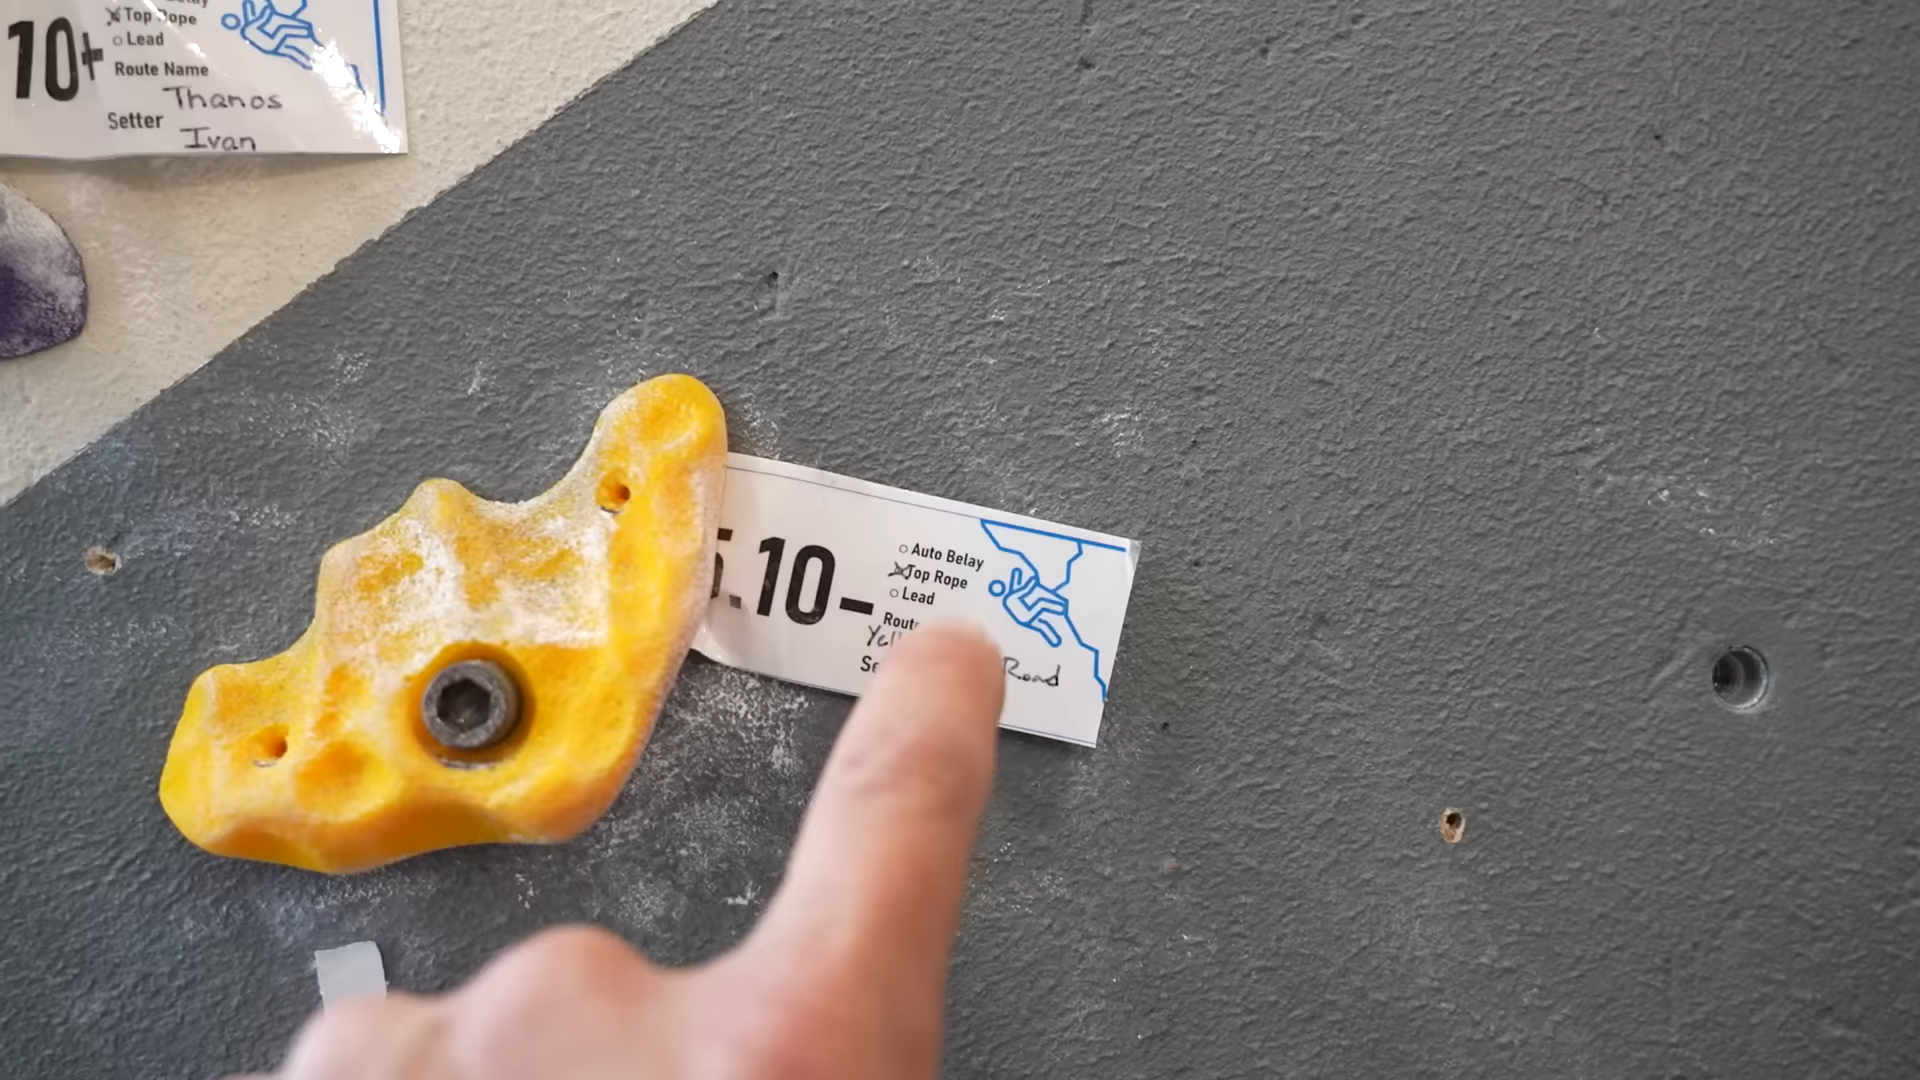 Top Rope
Lead
10+
Route Name
Thanos
Setter
Ivan
Auto Belay
Top Rope
5.10-
Lead
Road